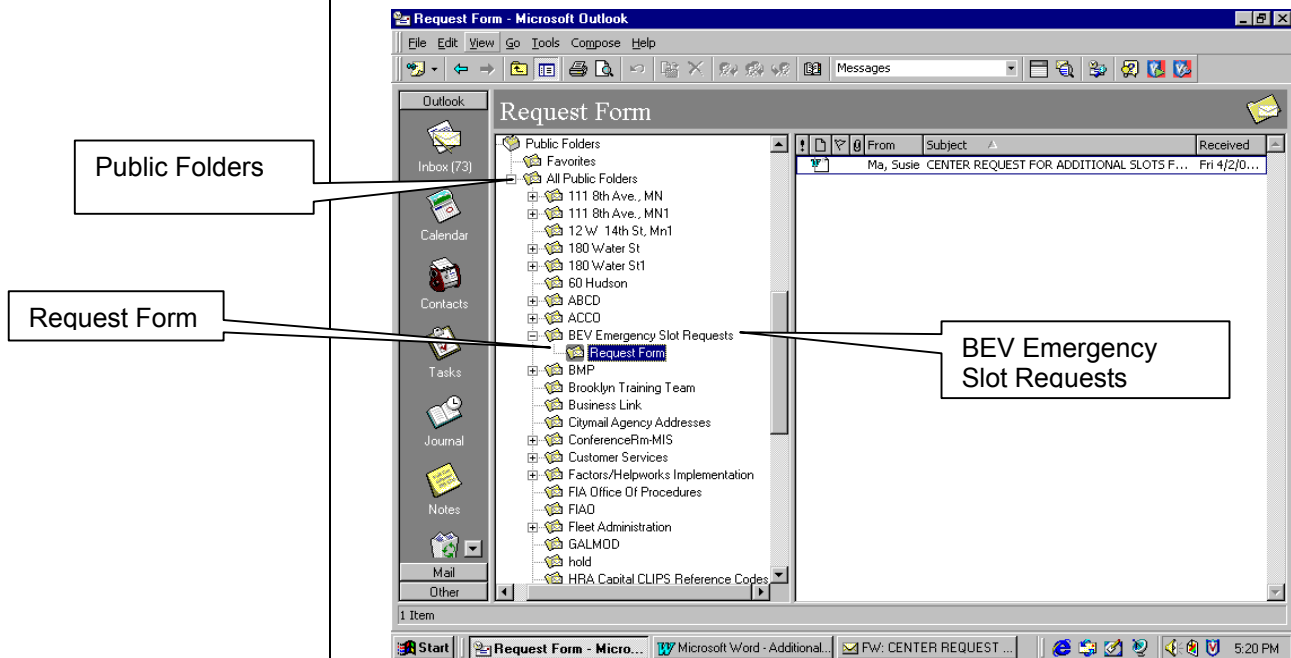 Request Form - Microsoft Outlook
File Edit View Go Tools Compose Help
Messages
Outlook
Request Form
Inbox (73)
Calendar
Contacts
Tasks
Journal
Notes
Mail
Other
Public Folders
Favorites
All Public Folders
111 8th Ave., MN
111 8th Ave., MN1
12 W 14th St, Mn1
180 Water St
180 Water St1
60 Hudson
ABCD
ACCO
BEV Emergency Slot Requests
Request Form
BMP
Brooklyn Training Team
Business Link
Citymail Agency Addresses
ConferenceRm-MIS
Customer Services
Factors/Helpworks Implementation
FIA Office Of Procedures
FIAO
Fleet Administration
GALMOD
hold
HRA Capital CLIPS Reference Codes
! From Subject Received
Ma, Susie CENTER REQUEST FOR ADDITIONAL SLOTS F... Fri 4/2/0...
Public Folders
Request Form
BEV Emergency
Slot Requests
1 Item
Start Request Form - Micro... Microsoft Word - Additional... FW: CENTER REQUEST ... 5:20 PM